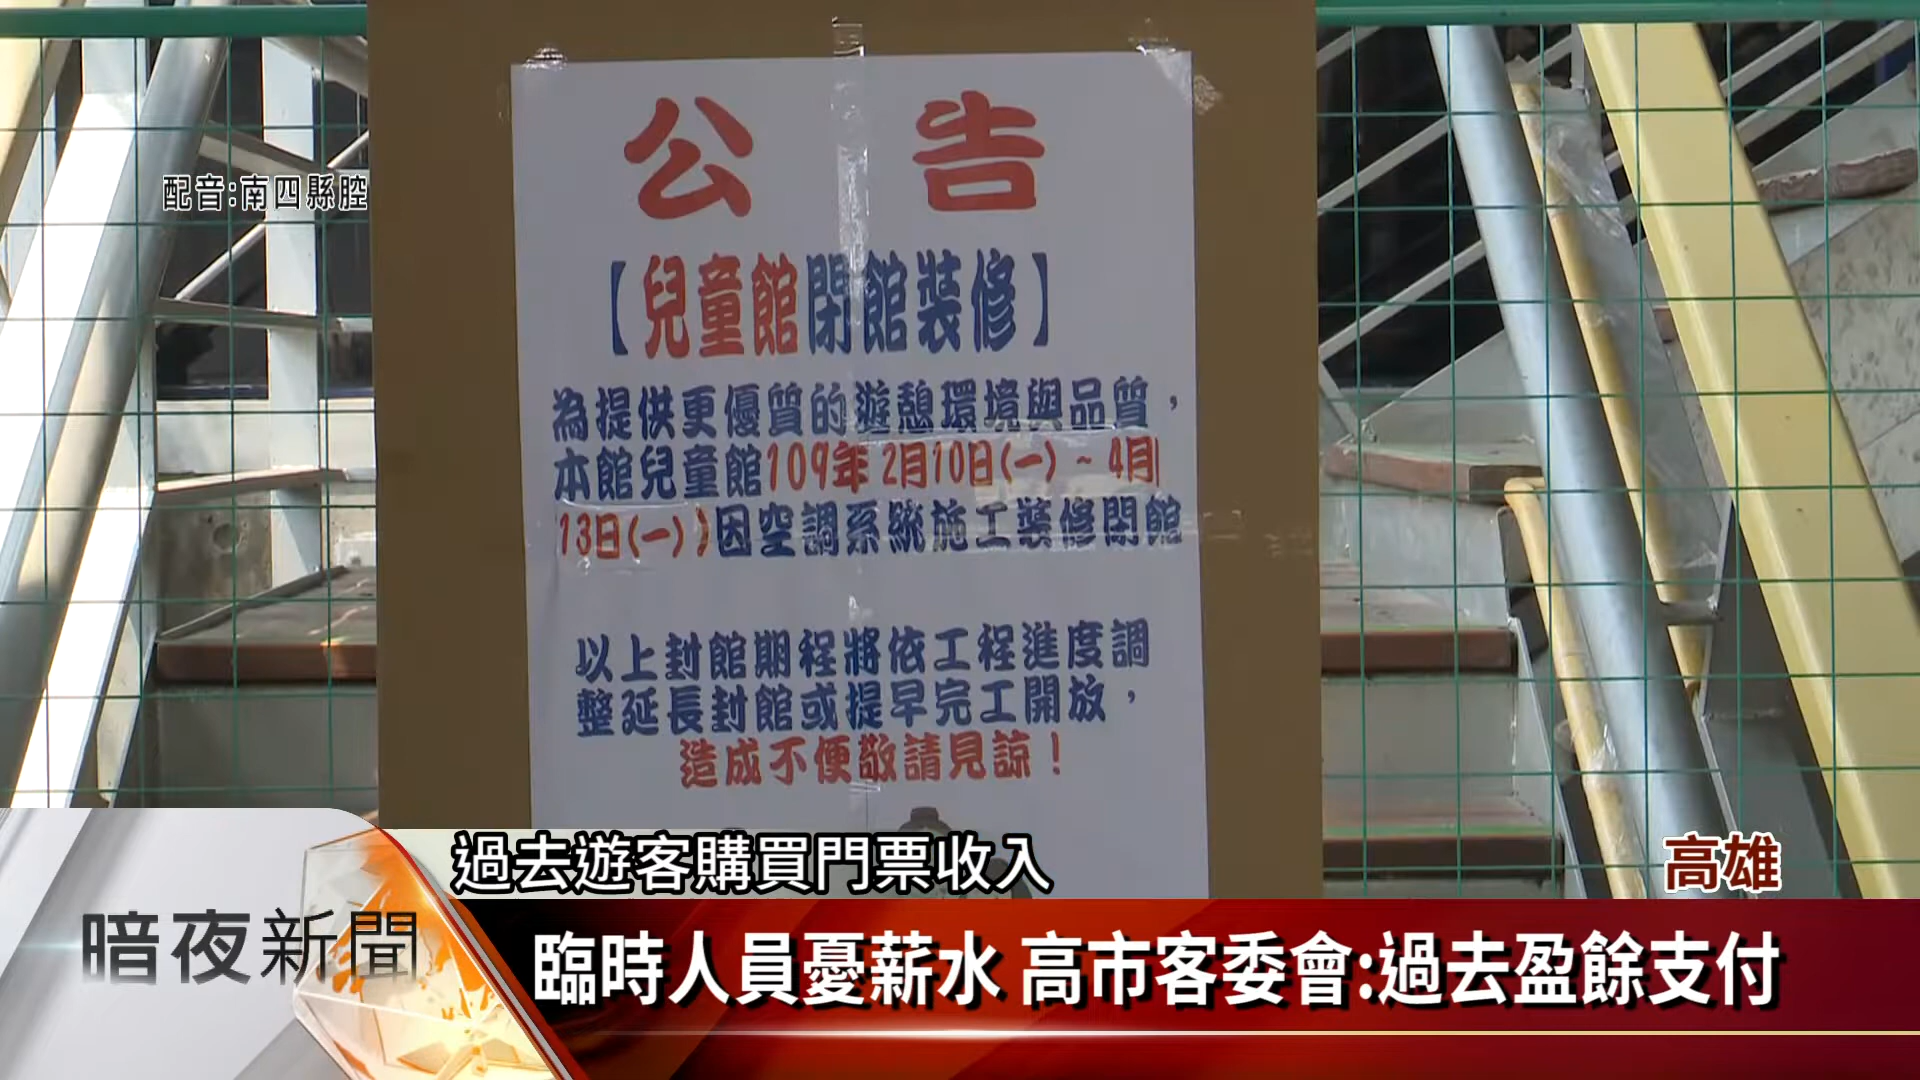 公告
配音:南四縣腔
【兒童館閉館裝修】
為提供更優質的遊憩環境與品質，
本館兒童館109年2月10日(一)~4月
13日(一)因空調系統施工裝修閉館
以上封館期程將依工程進度調
整延長封館或提早完工開放，
造成不便敬請見諒！
過去遊客購買門票收入
高雄
暗夜新聞
臨時人員憂薪水 高市客委會:過去盈餘支付